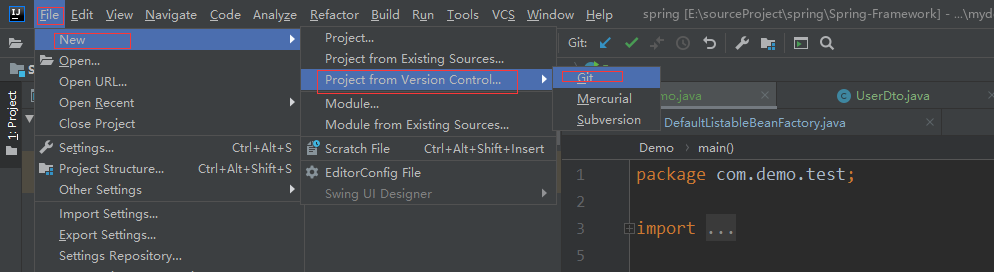 File Edit View Navigate Code Analyze Refactor Build Run Tools VCS Window Help spring [E:\sourceProject\spring\Spring-Framework] - ...\myd
New
Open...
Open URL...
Open Recent
Close Project
Settings... Ctrl+Alt+S
Project Structure... Ctrl+Alt+Shift+S
Other Settings
Import Settings...
Export Settings...
Settings Repository...
Project...
Project from Existing Sources...
Project from Version Control...
Module...
Module from Existing Sources...
Scratch File Ctrl+Alt+Shift+Insert
EditorConfig File
Swing UI Designer
Git
Mercurial
Subversion
1: Project
Git:
mo.java UserDto.java
DefaultListableBeanFactory.java
Demo main()
1 package com.demo.test;
2
3 import ...